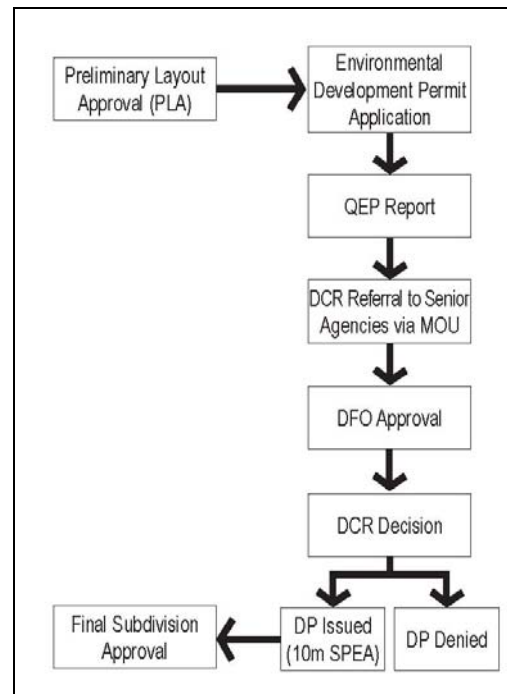 Preliminary Layout
Approval (PLA)
Environmental
Development Permit
Application
QEP Report
DCR Referral to Senior
Agencies via MOU
DFO Approval
DCR Decision
Final Subdivision
Approval
DP Issued
(10m SPEA)
DP Denied